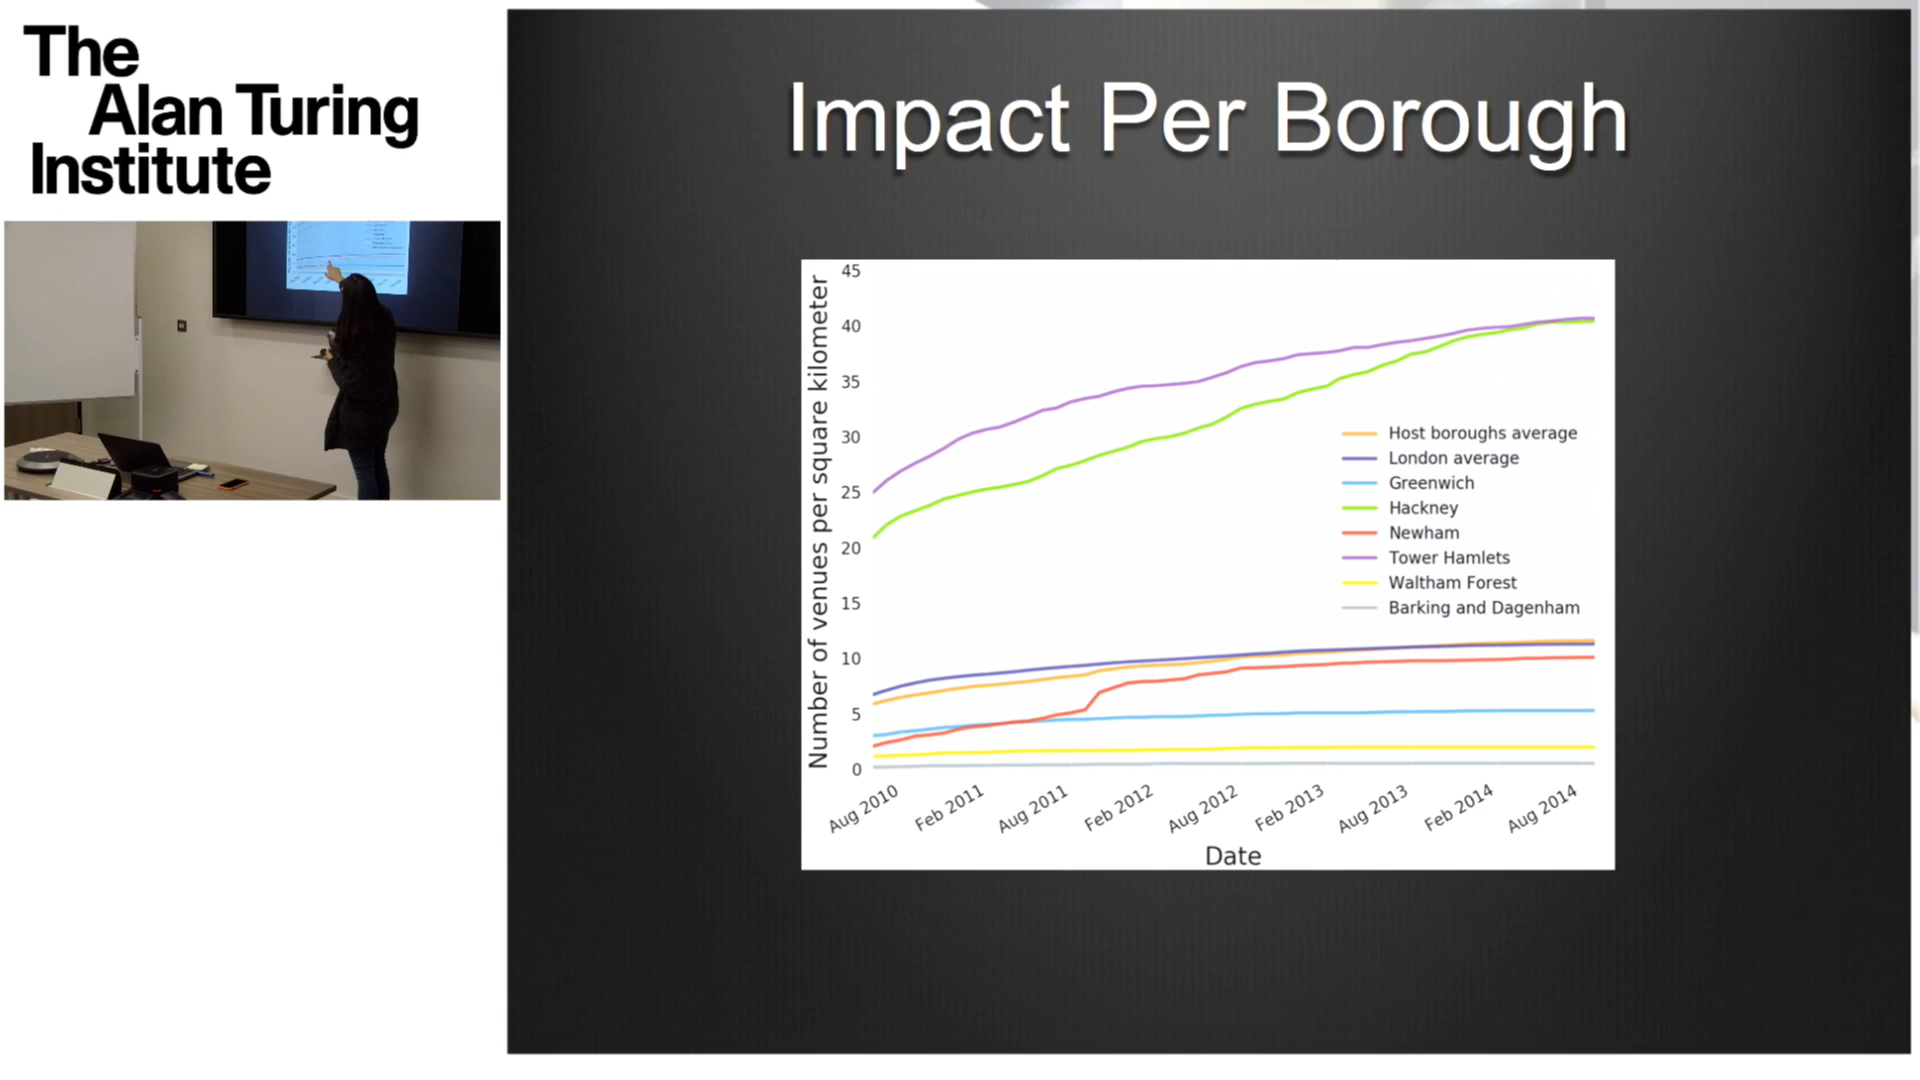 The
Alan Turing
Institute
Impact Per Borough
Number of venues per square kilometer
45
40
35
30
25
20
15
10
5
0
Host boroughs average
London average
Greenwich
Hackney
Newham
Tower Hamlets
Waltham Forest
Barking and Dagenham
Aug 2010
Feb 2011
Aug 2011
Feb 2012
Aug 2012
Feb 2013
Aug 2013
Feb 2014
Aug 2014
Date